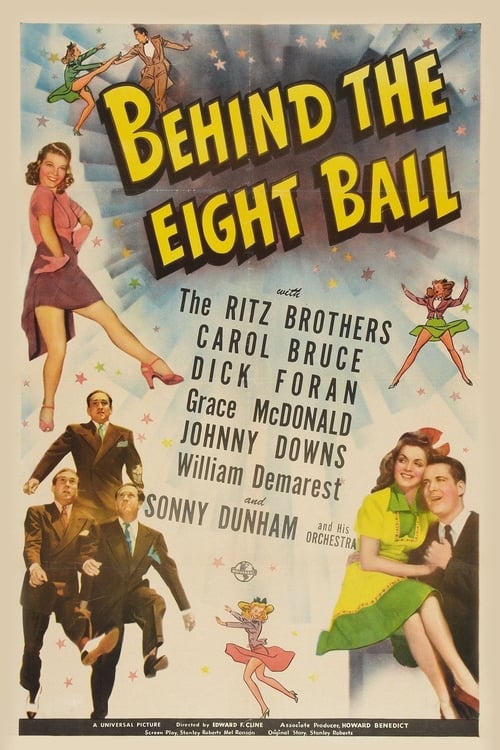 BEHIND THE
EIGHT BALL
with
The RITZ BROTHERS
CAROL BRUCE
DICK FORAN
Grace McDONALD
JOHNNY DOWNS
William Demarest
and
SONNY DUNHAM and His ORCHESTRA
A UNIVERSAL PICTURE Directed by EDWARD F. CLINE Associate Producer, HOWARD BENEDICT
Screen Play, Stanley Roberts Mel Ronson Original Story, Stanley Roberts